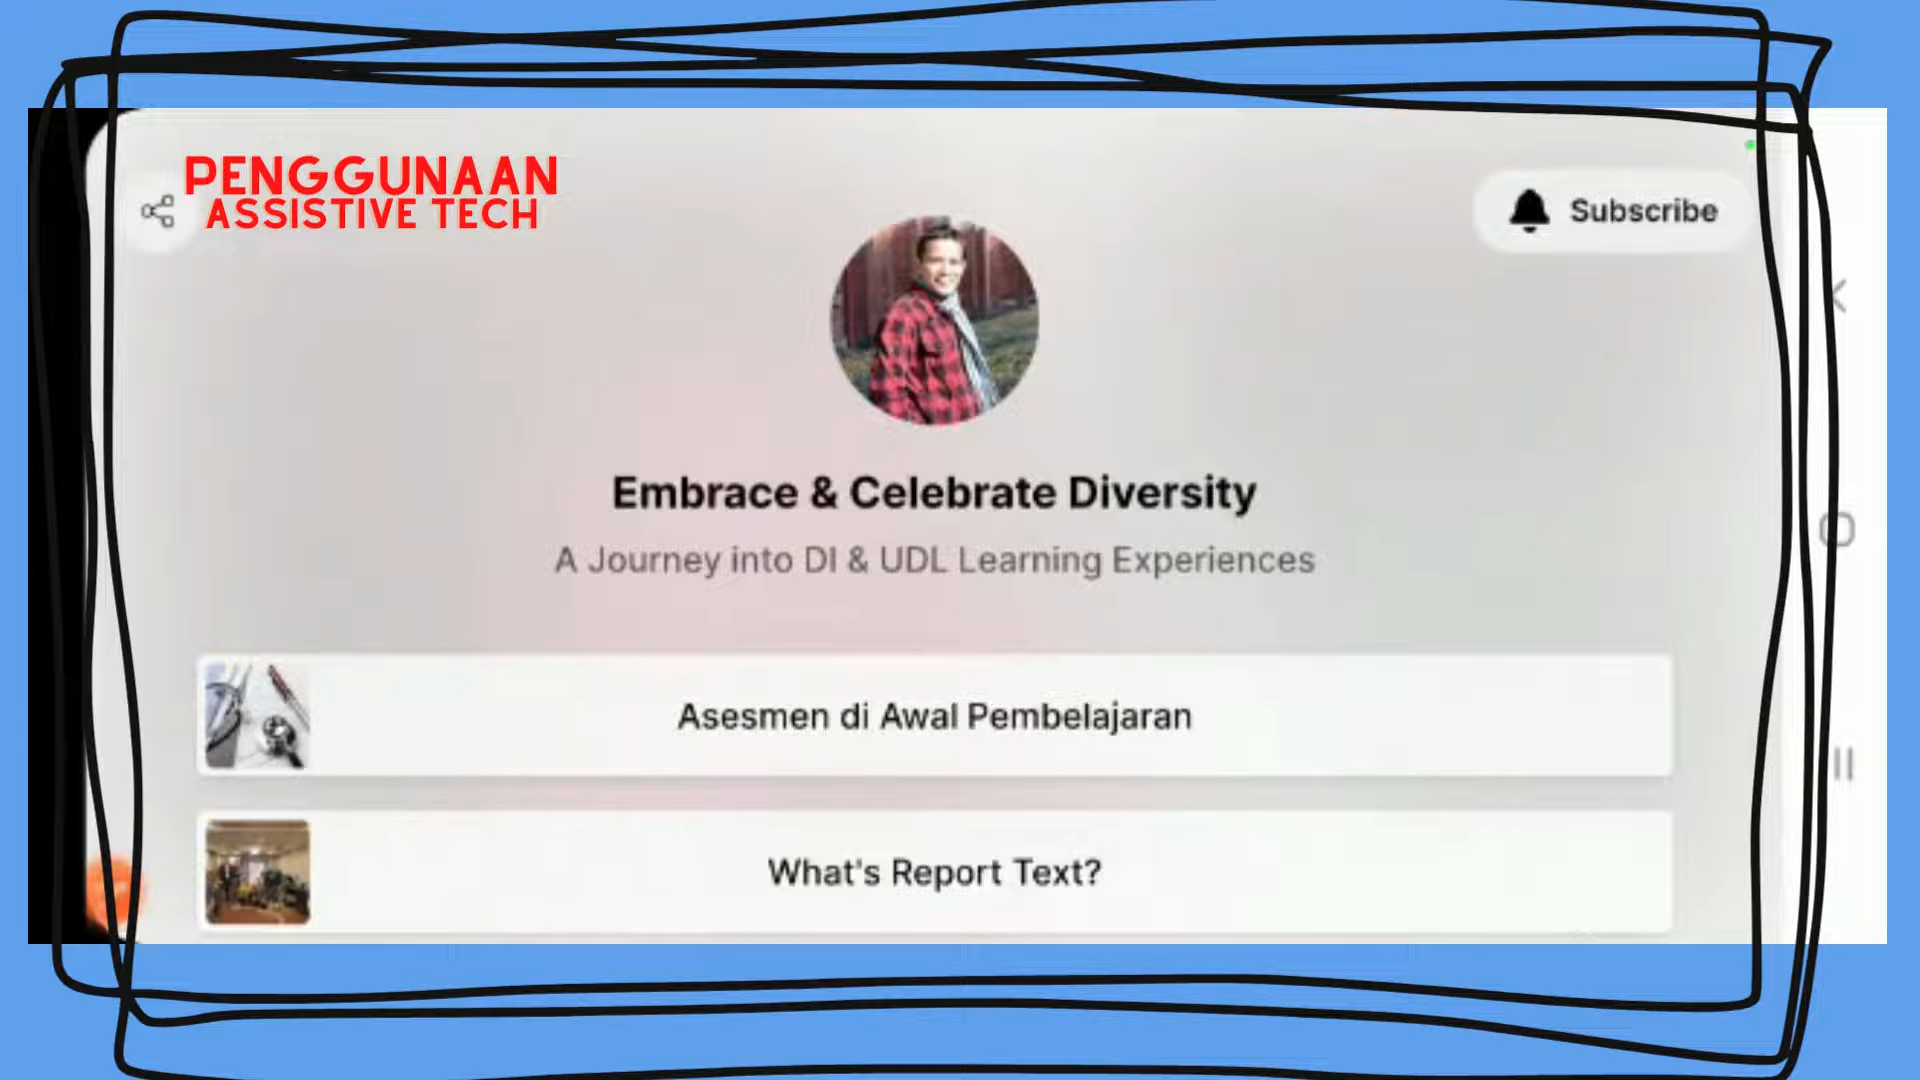 PENGGUNAAN
ASSISTIVE TECH
Subscribe
Embrace & Celebrate Diversity
A Journey into DI & UDL Learning Experiences
Asesmen di Awal Pembelajaran
What's Report Text?